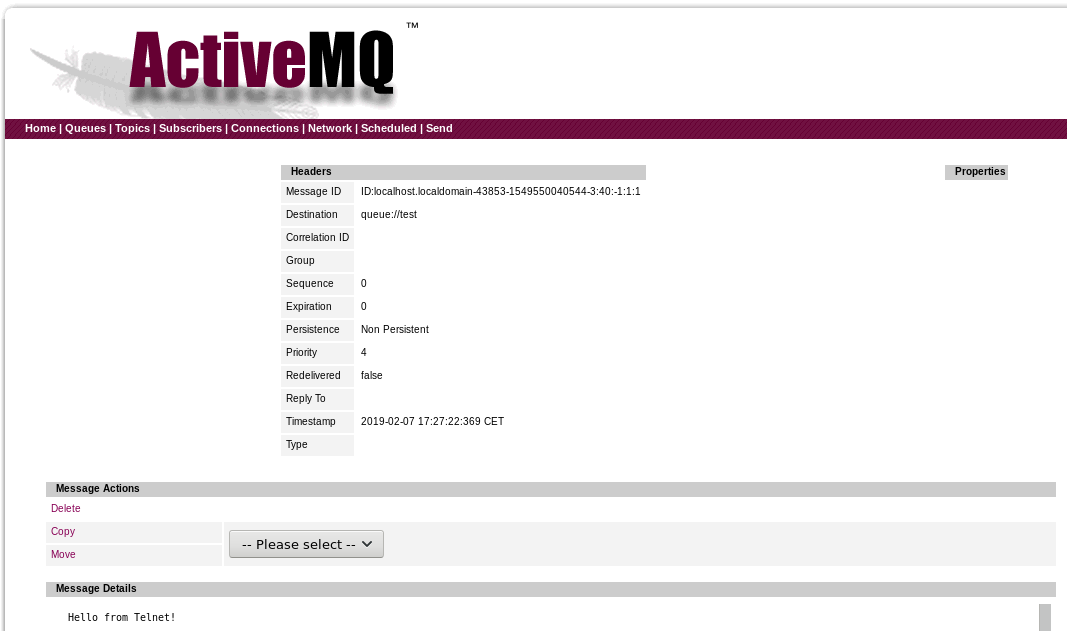 ActiveMQ ™
Home | Queues | Topics | Subscribers | Connections | Network | Scheduled | Send
Headers
Message ID ID:localhost.localdomain-43853-1549550040544-3:40:-1:1:1
Destination queue://test
Correlation ID
Group
Sequence 0
Expiration 0
Persistence Non Persistent
Priority 4
Redelivered false
Reply To
Timestamp 2019-02-07 17:27:22:369 CET
Type
Properties
Message Actions
Delete
Copy
-- Please select --
Move
Message Details
Hello from Telnet!